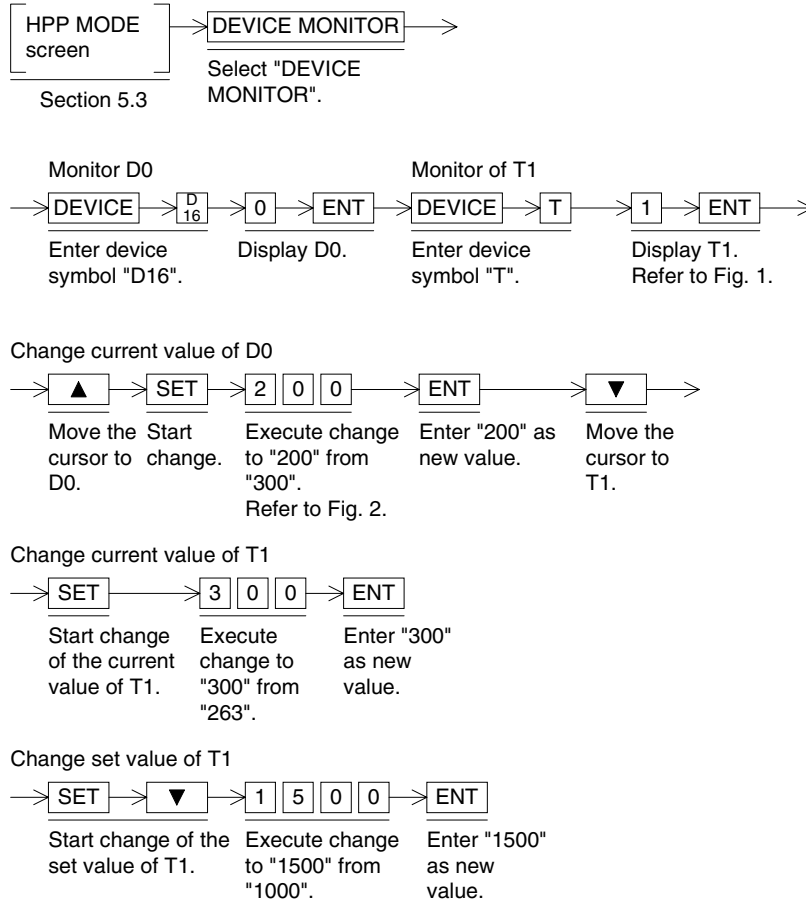 HPP MODE
screen
DEVICE MONITOR
Section 5.3
Select "DEVICE
MONITOR".
Monitor D0
Monitor of T1
DEVICE D 16 0 ENT DEVICE T 1 ENT
Enter device
symbol "D16".
Display D0.
Enter device
symbol "T".
Display T1.
Refer to Fig. 1.
Change current value of D0
▲ SET 2 0 0 ENT ▼
Move the
cursor to
D0.
Start
change.
Execute change
to "200" from
"300".
Refer to Fig. 2.
Enter "200" as
new value.
Move the
cursor to
T1.
Change current value of T1
SET 3 0 0 ENT
Start change
of the current
value of T1.
Execute
change to
"300" from
"263".
Enter "300"
as new
value.
Change set value of T1
SET ▼ 1 5 0 0 ENT
Start change of the
set value of T1.
Execute change
to "1500" from
"1000".
Enter "1500"
as new
value.